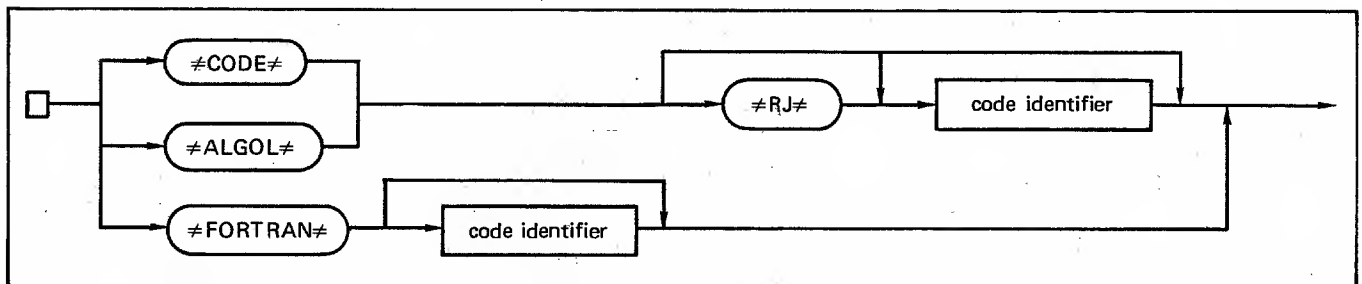 ≠CODE≠
≠RJ≠
code identifier
≠ALGOL≠
≠FORTRAN≠
code identifier